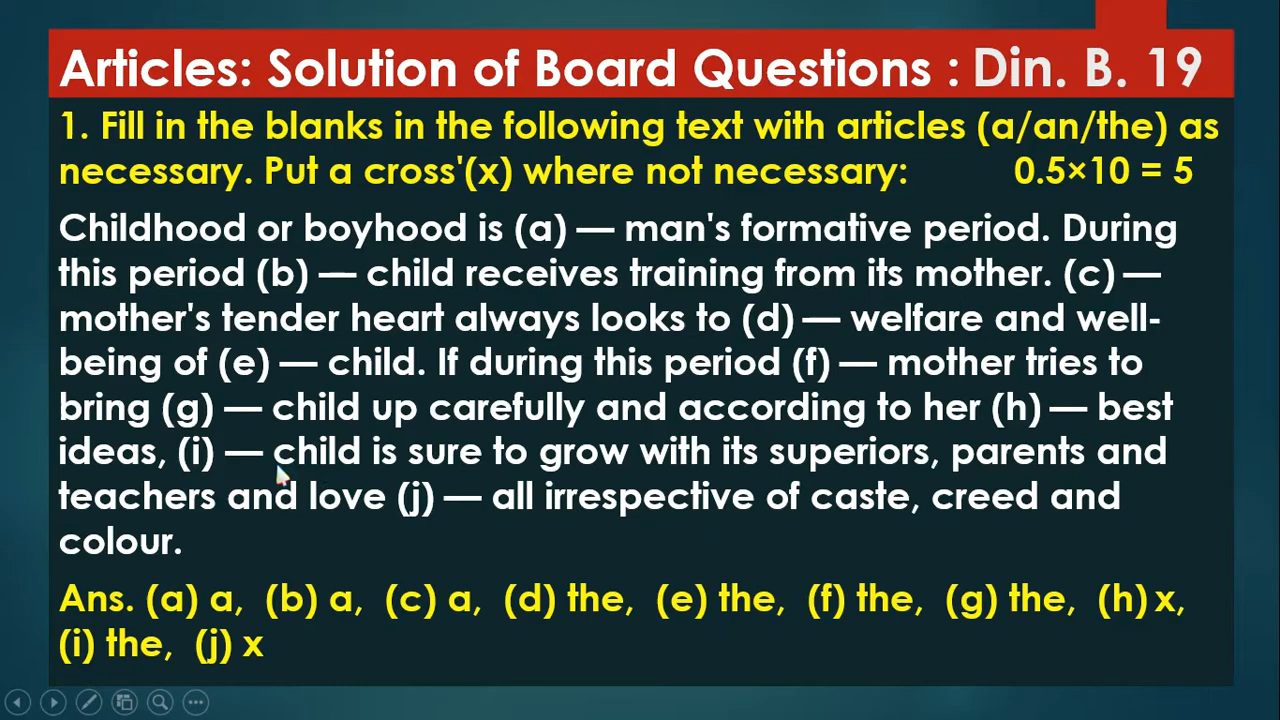 Articles: Solution of Board Questions : Din. B. 19
1. Fill in the blanks in the following text with articles (a/an/the) as
necessary. Put a cross'(x) where not necessary: 0.5×10 = 5
Childhood or boyhood is (a) — man's formative period. During
this period (b) — child receives training from its mother. (c) —
mother's tender heart always looks to (d) — welfare and well-
being of (e) — child. If during this period (f) — mother tries to
bring (g) — child up carefully and according to her (h) — best
ideas, (i) — child is sure to grow with its superiors, parents and
teachers and love (j) — all irrespective of caste, creed and
colour.
Ans. (a) a, (b) a, (c) a, (d) the, (e) the, (f) the, (g) the, (h) x,
(i) the, (j) x